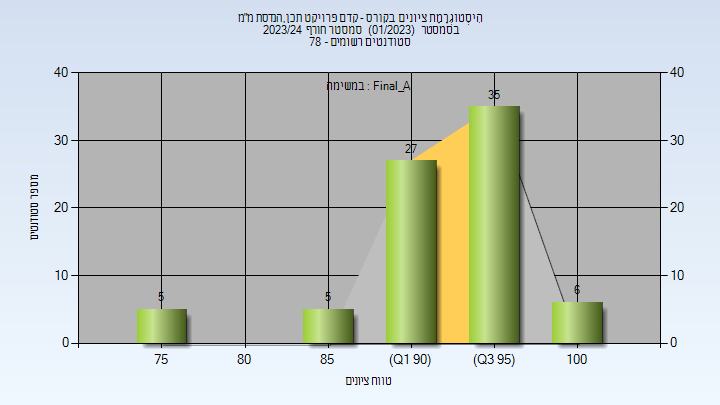 היסטוגרמת ציונים בקורס - קדם פרויקט תכן,הנדסת מ"מ
בסמסטר (01/2023) סמסטר חורף 2023/24
סטודנטים רשומים - 78
במשימה : Final_A
40
30
20
10
0
40
30
20
10
0
5
5
27
35
6
75
80
85
(Q1 90)
(Q3 95)
100
מספר סטודנטים
טווח ציונים